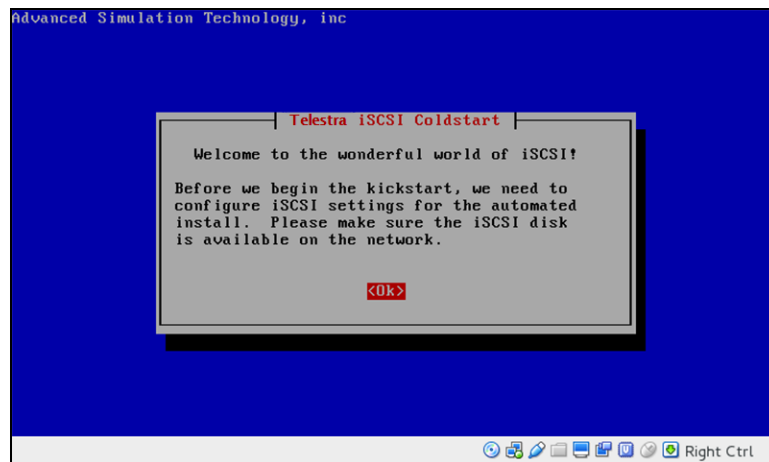 Advanced Simulation Technology, inc
Telestra iSCSI Coldstart
Welcome to the wonderful world of iSCSI!
Before we begin the kickstart, we need to
configure iSCSI settings for the automated
install.  Please make sure the iSCSI disk
is available on the network.
<Ok>
Right Ctrl